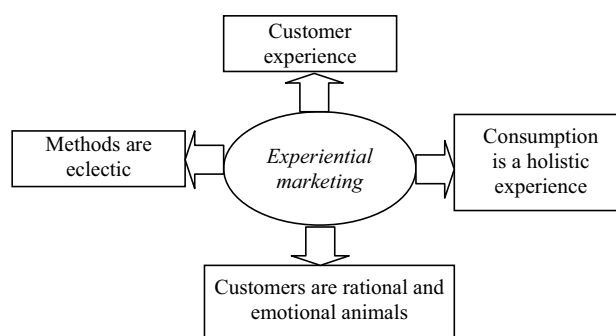 Customer
experience
Methods are
eclectic
Experiential
marketing
Consumption
is a holistic
experience
Customers are rational and
emotional animals